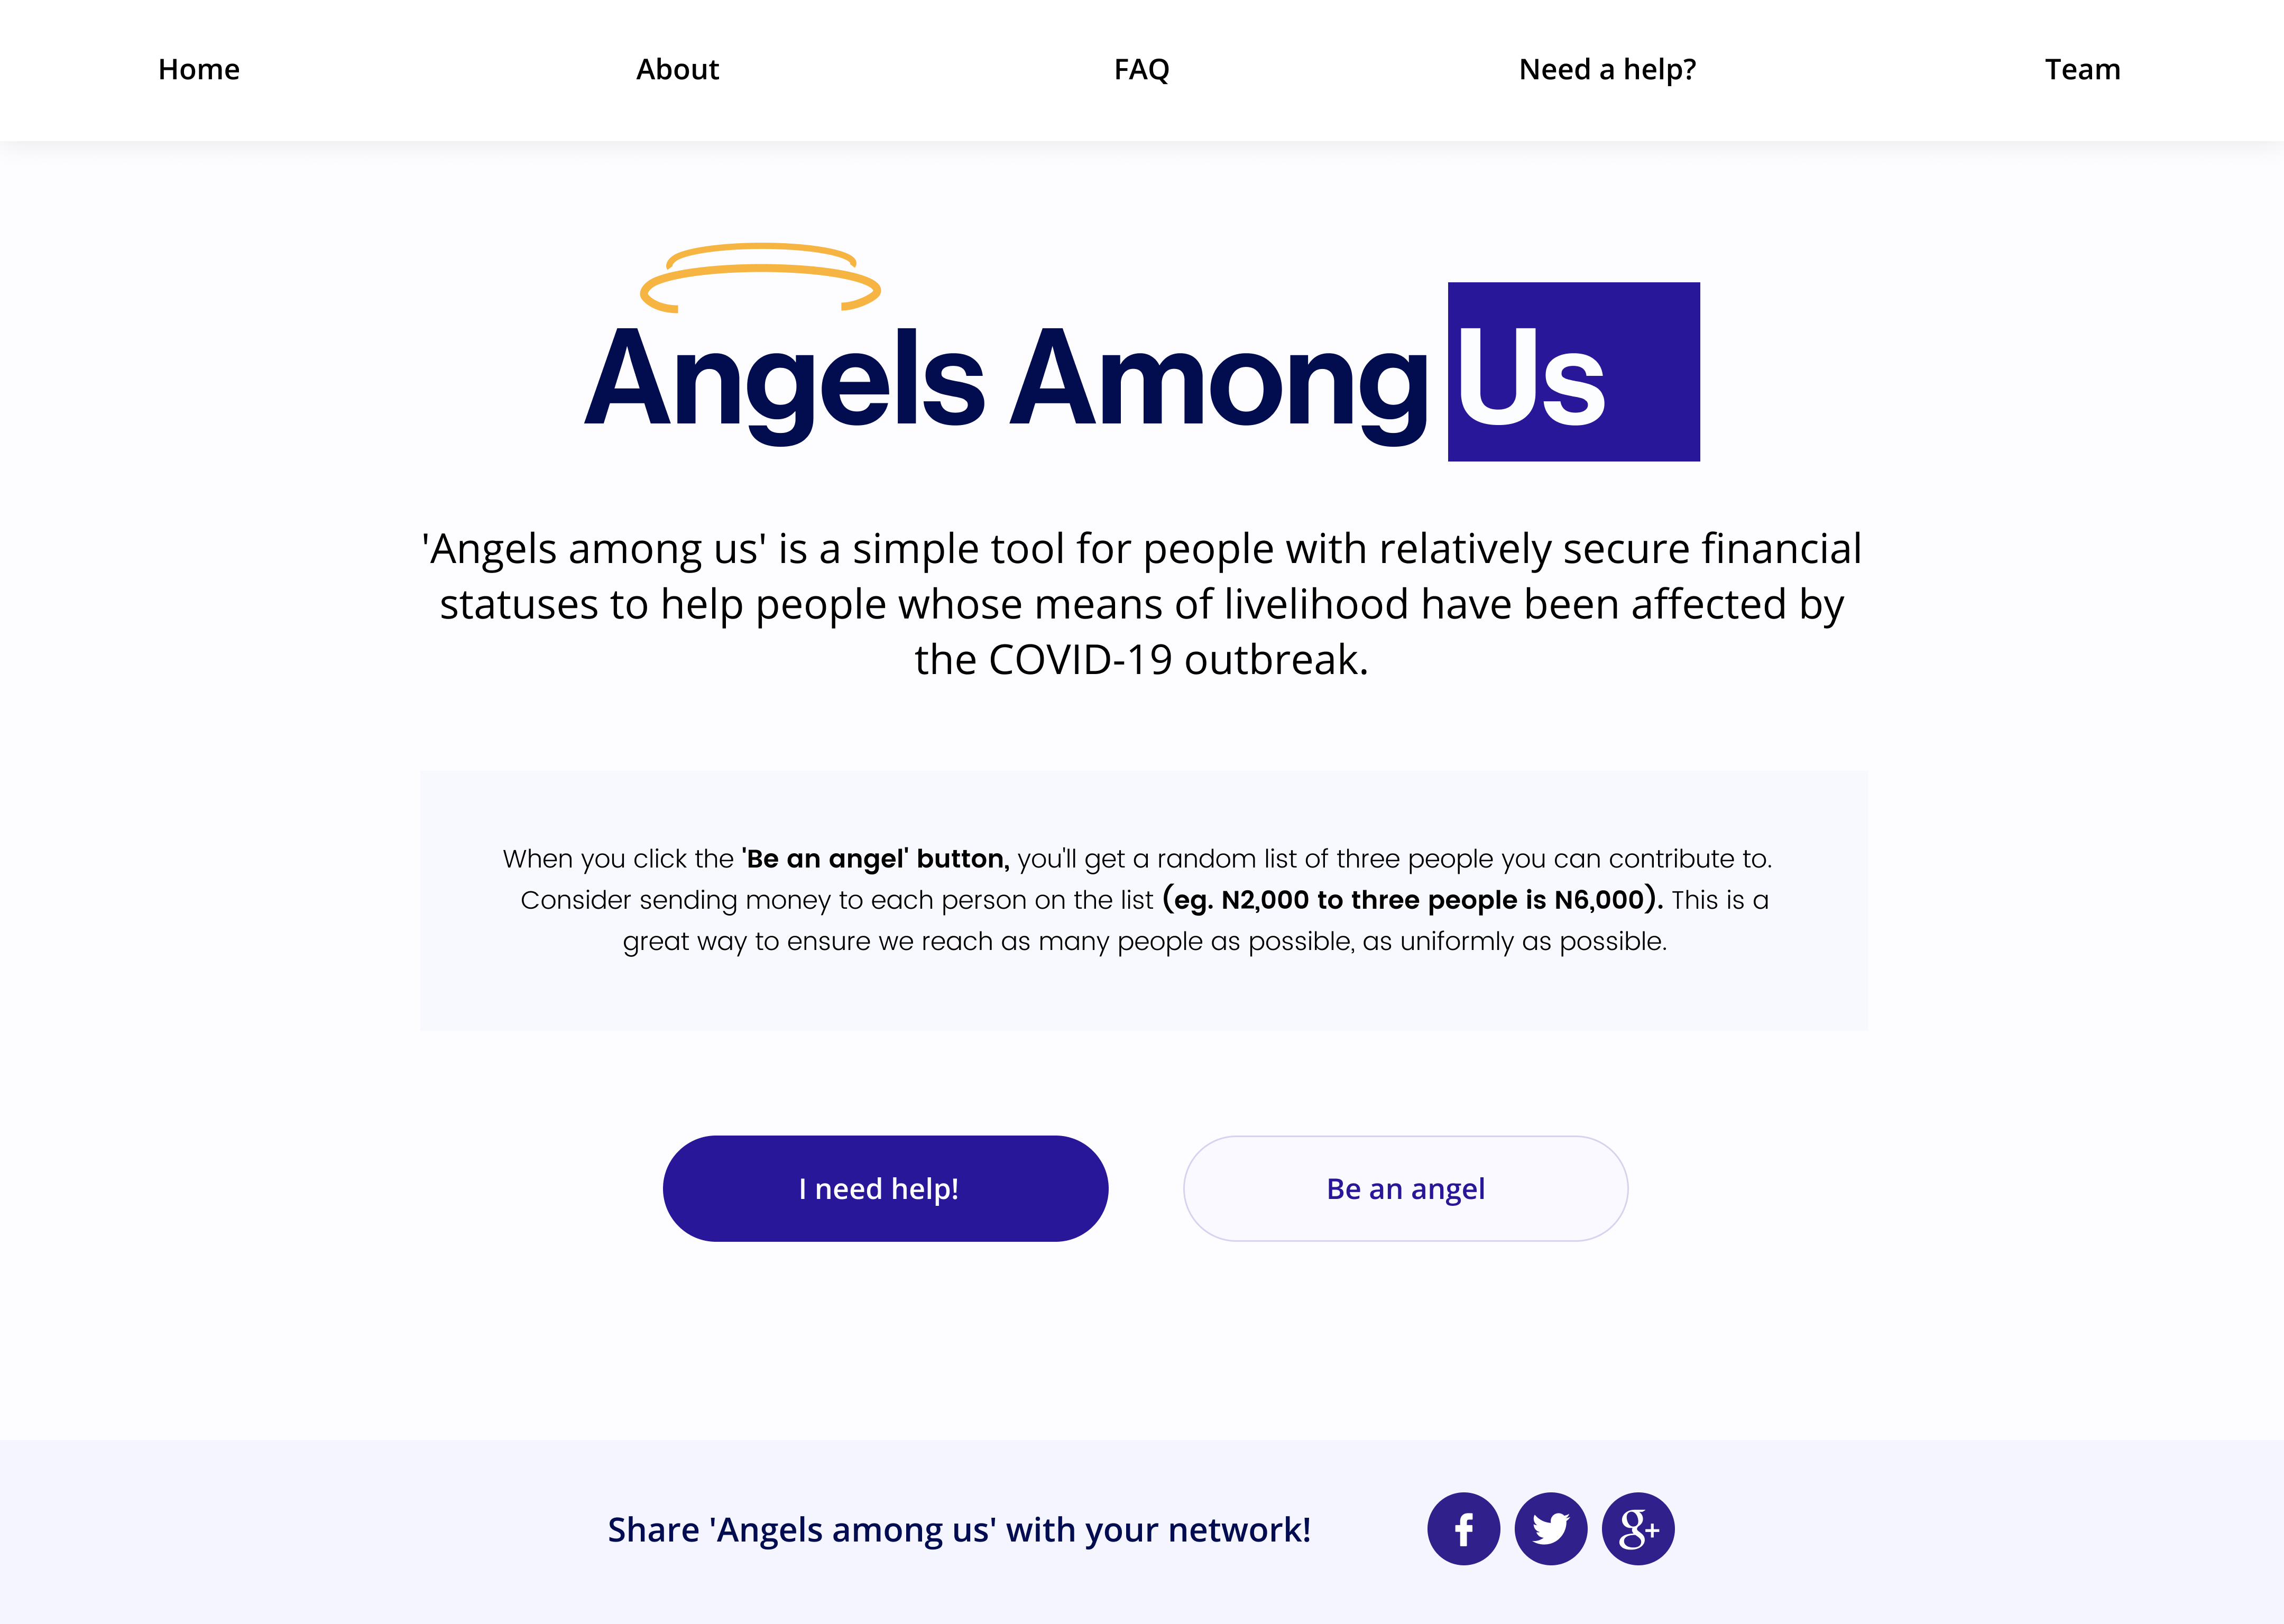 Home About FAQ Need a help? Team
Angels Among Us
'Angels among us' is a simple tool for people with relatively secure financial
statuses to help people whose means of livelihood have been affected by
the COVID-19 outbreak.
When you click the 'Be an angel' button, you'll get a random list of three people you can contribute to.
Consider sending money to each person on the list (eg. N2,000 to three people is N6,000). This is a
great way to ensure we reach as many people as possible, as uniformly as possible.
I need help! Be an angel
Share 'Angels among us' with your network! f g+